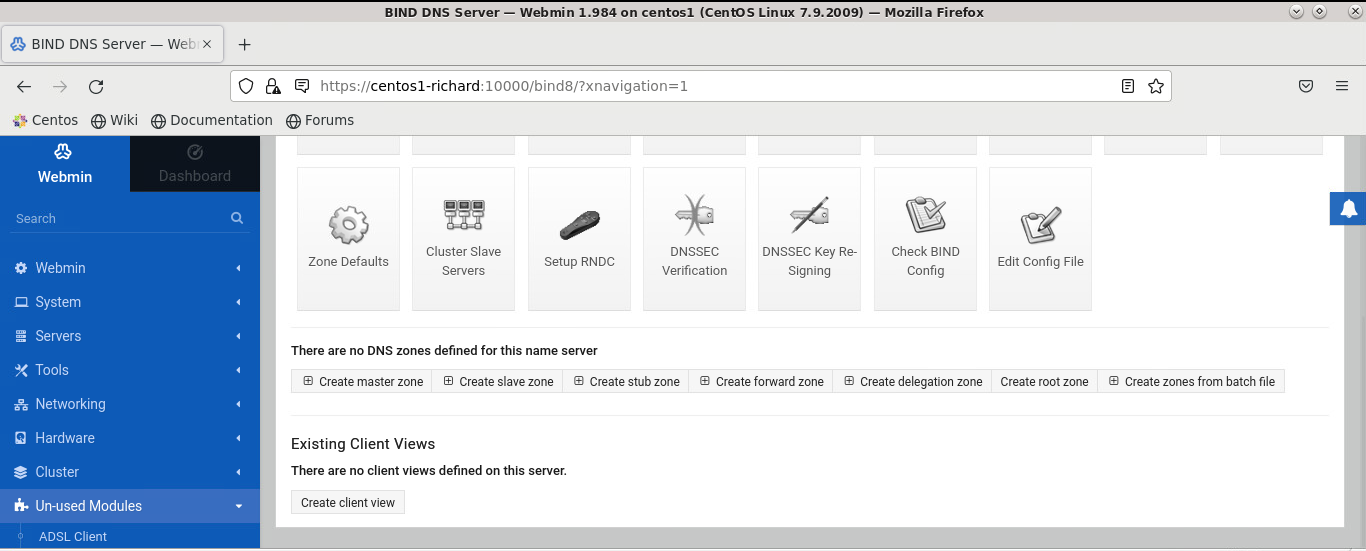 BIND DNS Server — Webmin 1.984 on centos1 (CentOS Linux 7.9.2009) — Mozilla Firefox
BIND DNS Server — Web
https://centos1-richard:10000/bind8/?xnavigation=1
Centos Wiki Documentation Forums
Webmin Dashboard
Search
Webmin
System
Servers
Tools
Networking
Hardware
Cluster
Un-used Modules
ADSL Client
Zone Defaults
Cluster Slave
Servers
Setup RNDC
DNSSEC
Verification
DNSSEC Key Re-
Signing
Check BIND
Config
Edit Config File
There are no DNS zones defined for this name server
Create master zone Create slave zone Create stub zone Create forward zone Create delegation zone Create root zone Create zones from batch file
Existing Client Views
There are no client views defined on this server.
Create client view